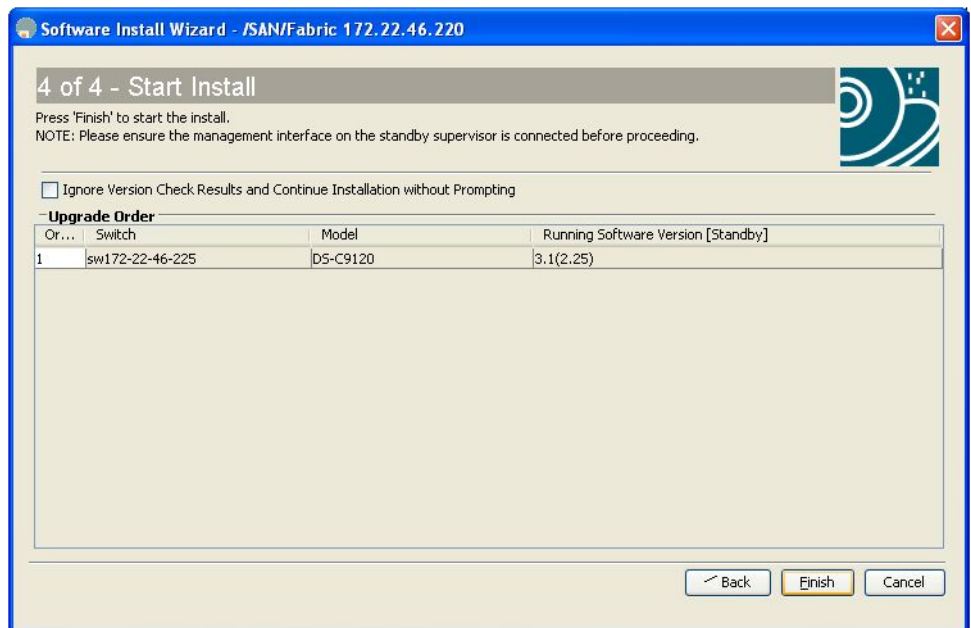 Software Install Wizard - /SAN/Fabric 172.22.46.220
4 of 4 - Start Install
Press 'Finish' to start the install.
NOTE: Please ensure the management interface on the standby supervisor is connected before proceeding.
Ignore Version Check Results and Continue Installation without Prompting
Upgrade Order
Or... Switch Model Running Software Version [Standby]
1 sw172-22-46-225 DS-C9120 3.1(2.25)
Back Finish Cancel